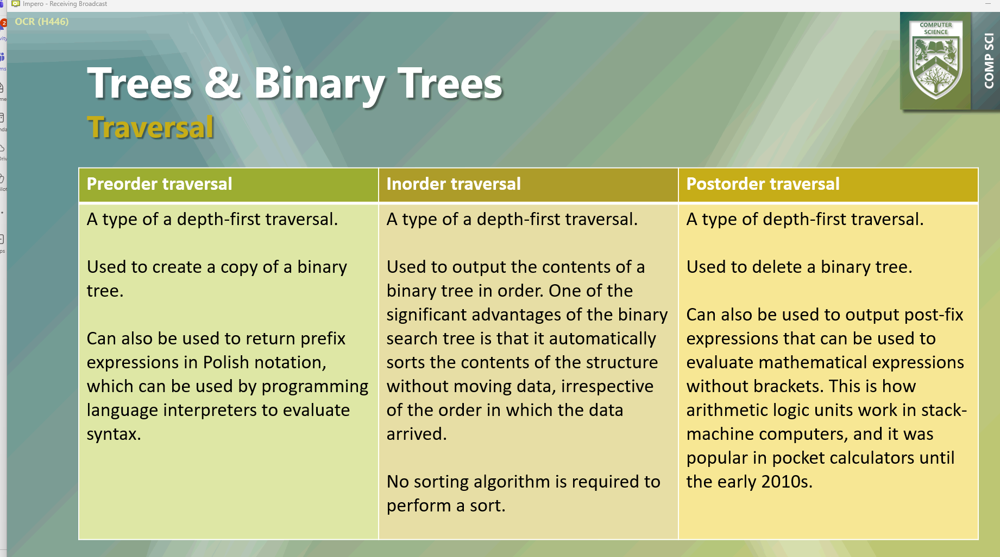 Impero - Receiving Broadcast
OCR (H446)
2
COMPUTER
SCIENCE
COMP SCI
Trees & Binary Trees
Traversal
Preorder traversal
A type of a depth-first traversal.
Used to create a copy of a binary
tree.
Can also be used to return prefix
expressions in Polish notation,
which can be used by programming
language interpreters to evaluate
syntax.
Inorder traversal
A type of a depth-first traversal.
Used to output the contents of a
binary tree in order. One of the
significant advantages of the binary
search tree is that it automatically
sorts the contents of the structure
without moving data, irrespective
of the order in which the data
arrived.
No sorting algorithm is required to
perform a sort.
Postorder traversal
A type of depth-first traversal.
Used to delete a binary tree.
Can also be used to output post-fix
expressions that can be used to
evaluate mathematical expressions
without brackets. This is how
arithmetic logic units work in stack-
machine computers, and it was
popular in pocket calculators until
the early 2010s.